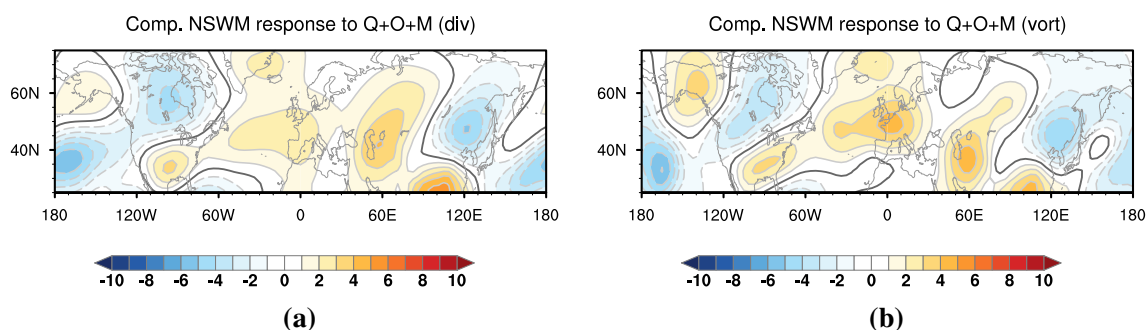 Comp. NSWM response to Q+O+M (div)
60N
40N
180 120W 60W 0 60E 120E 180
-10 -8 -6 -4 -2 0 2 4 6 8 10
(a)
Comp. NSWM response to Q+O+M (vort)
60N
40N
180 120W 60W 0 60E 120E 180
-10 -8 -6 -4 -2 0 2 4 6 8 10
(b)